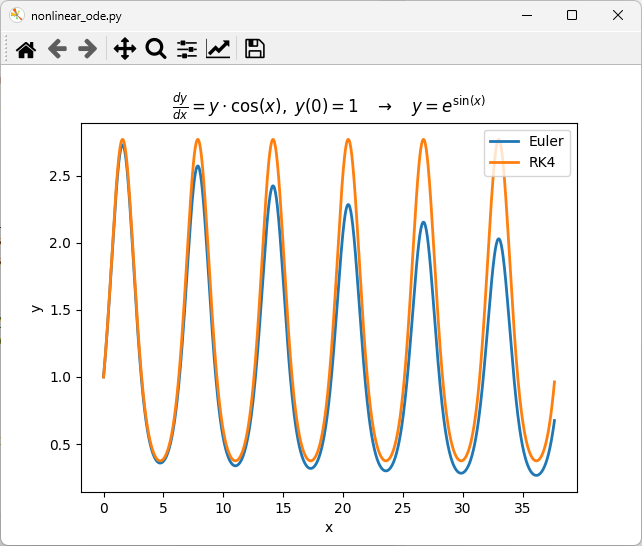 nonlinear_ode.py
dy/dx = y · cos(x), y(0) = 1 → y = e^sin(x)
Euler
RK4
2.5
2.0
1.5
1.0
0.5
y
0 5 10 15 20 25 30 35
x